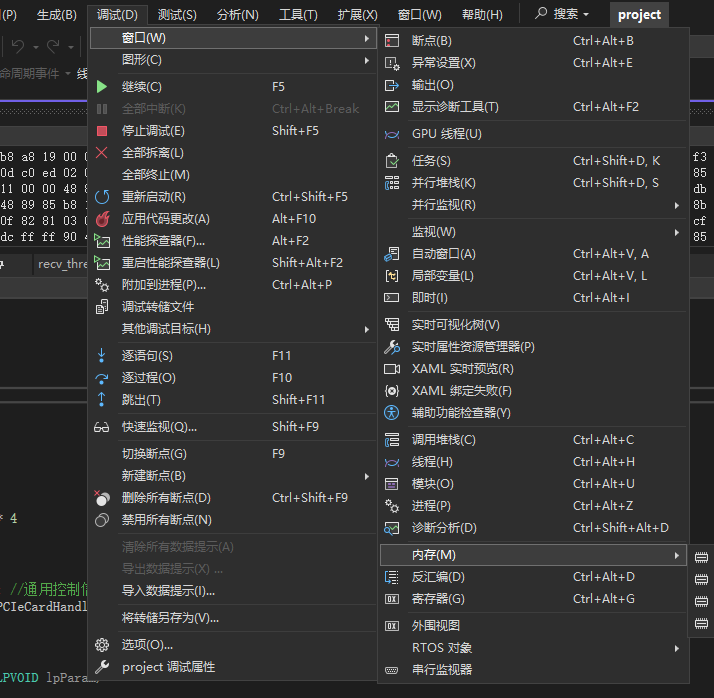 (P) 生成(B) 调试(D) 测试(S) 分析(N) 工具(T) 扩展(X) 窗口(W) 帮助(H) 搜索 project
命周期事件 线
b8 a8 19 00
0d c0 ed 02
11 00 00 48
48 89 85 b8
0f 82 81 03
dc ff ff 90
recv_thre
* 4
//通用控制
PCIeCardHandl
LPVOID lpParam
窗口(W)
图形(C)
继续(C) F5
全部中断(K) Ctrl+Alt+Break
停止调试(E) Shift+F5
全部拆离(L)
全部终止(M)
重新启动(R) Ctrl+Shift+F5
应用代码更改(A) Alt+F10
性能探查器(F)... Alt+F2
重启性能探查器(L) Shift+Alt+F2
附加到进程(P)... Ctrl+Alt+P
调试转储文件
其他调试目标(H)
逐语句(S) F11
逐过程(O) F10
跳出(T) Shift+F11
快速监视(Q)... Shift+F9
切换断点(G) F9
新建断点(B)
删除所有断点(D) Ctrl+Shift+F9
禁用所有断点(N)
清除所有数据提示(A)
导出数据提示(X) ...
导入数据提示(I)...
将转储另存为(V)...
选项(O)...
project 调试属性
断点(B) Ctrl+Alt+B
异常设置(X) Ctrl+Alt+E
输出(O)
显示诊断工具(T) Ctrl+Alt+F2
GPU 线程(U)
任务(S) Ctrl+Shift+D, K
并行堆栈(K) Ctrl+Shift+D, S
并行监视(R)
监视(W)
自动窗口(A) Ctrl+Alt+V, A
局部变量(L) Ctrl+Alt+V, L
即时(I) Ctrl+Alt+I
实时可视化树(V)
实时属性资源管理器(P)
XAML 实时预览(R)
XAML 绑定失败(F)
辅助功能检查器(Y)
调用堆栈(C) Ctrl+Alt+C
线程(H) Ctrl+Alt+H
模块(O) Ctrl+Alt+U
进程(P) Ctrl+Alt+Z
诊断分析(D) Ctrl+Shift+Alt+D
内存(M)
反汇编(D) Ctrl+Alt+D
寄存器(G) Ctrl+Alt+G
外围视图
RTOS 对象
串行监视器
f3
85
db
8b
cf
85